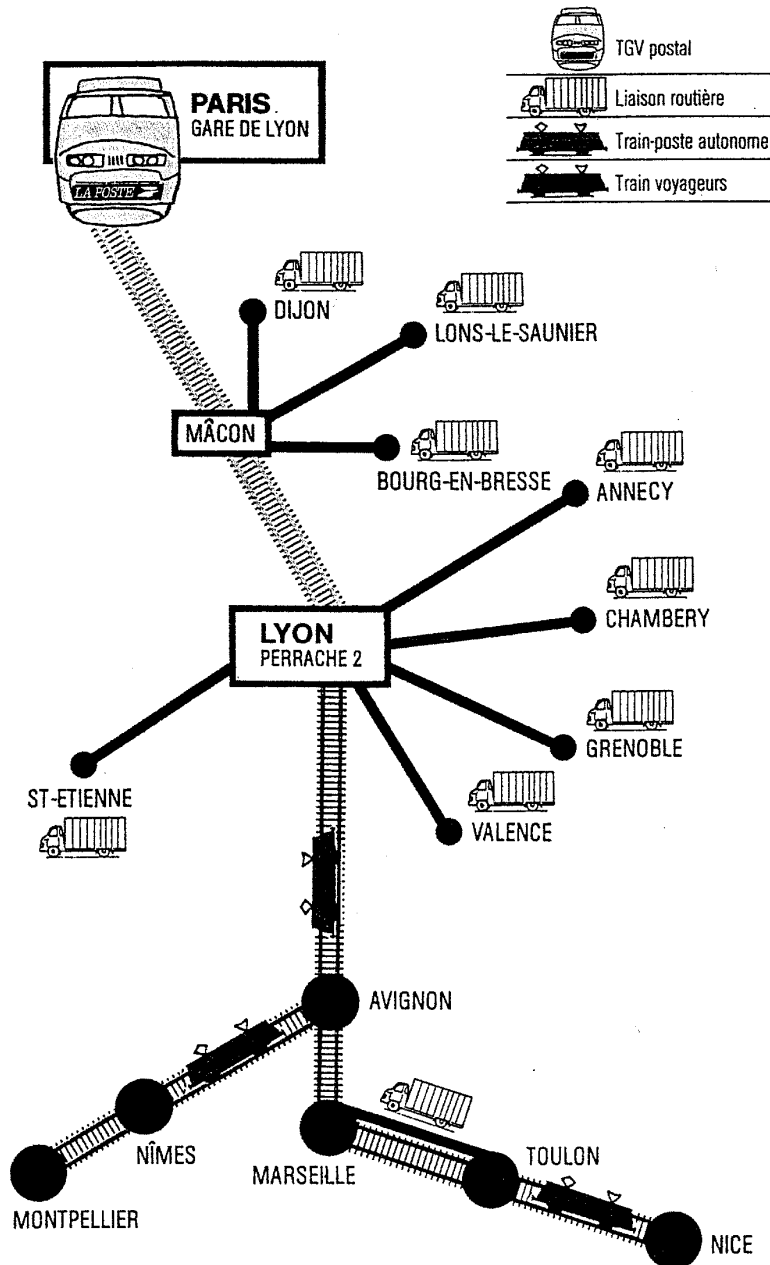 TGV postal
Liaison routière
Train-poste autonome
Train voyageurs
PARIS
GARE DE LYON
LA POSTE
DIJON
LONS-LE-SAUNIER
MÂCON
BOURG-EN-BRESSE
ANNECY
CHAMBERY
LYON
PERRACHE 2
GRENOBLE
ST-ETIENNE
VALENCE
AVIGNON
NÎMES
MARSEILLE
TOULON
MONTPELLIER
NICE